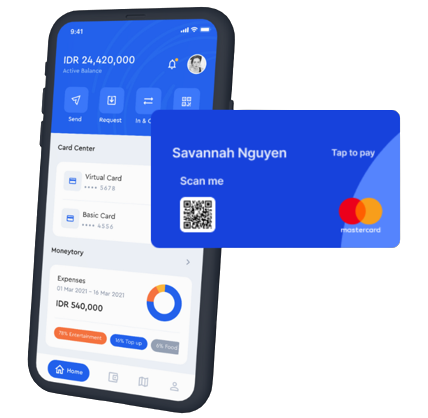 9:41
IDR 24,420,000
Active Balance
Send
Request
In &
Card Center
Virtual Card
•••• 5678
Basic Card
•••• 4556
Moneytory
Expenses
01 Mar 2021 - 16 Mar 2021
IDR 540,000
18% Entertainment
16% Top up
6% Food
Home
Savannah Nguyen
Tap to pay
Scan me
mastercard